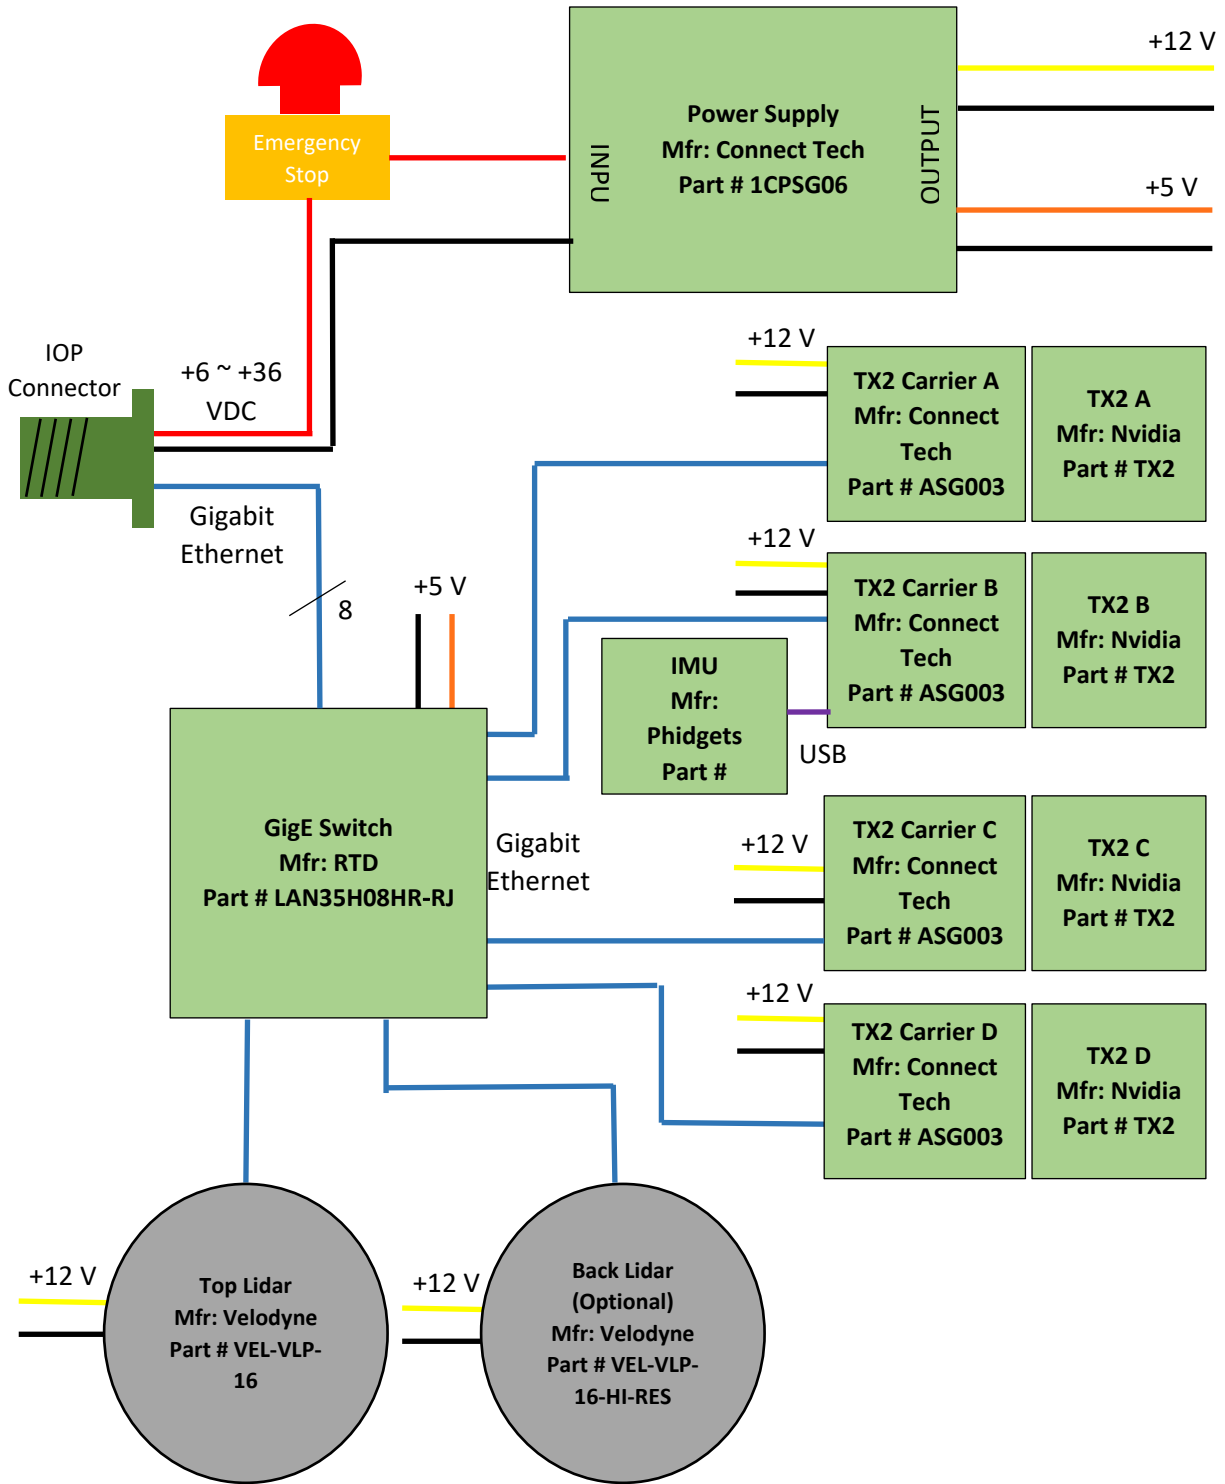 +12 V
Power Supply
Mfr: Connect Tech
Part # 1CPSG06
INPU
OUTPUT
+5 V
Emergency
Stop
IOP
Connector
+6 ~ +36
VDC
Gigabit
Ethernet
8
+5 V
+12 V
TX2 Carrier A
Mfr: Connect
Tech
Part # ASG003
TX2 A
Mfr: Nvidia
Part # TX2
+12 V
TX2 Carrier B
Mfr: Connect
Tech
Part # ASG003
TX2 B
Mfr: Nvidia
Part # TX2
IMU
Mfr:
Phidgets
Part #
USB
GigE Switch
Mfr: RTD
Part # LAN35H08HR-RJ
Gigabit
Ethernet
+12 V
TX2 Carrier C
Mfr: Connect
Tech
Part # ASG003
TX2 C
Mfr: Nvidia
Part # TX2
+12 V
TX2 Carrier D
Mfr: Connect
Tech
Part # ASG003
TX2 D
Mfr: Nvidia
Part # TX2
+12 V
Top Lidar
Mfr: Velodyne
Part # VEL-VLP-
16
+12 V
Back Lidar
(Optional)
Mfr: Velodyne
Part # VEL-VLP-
16-HI-RES